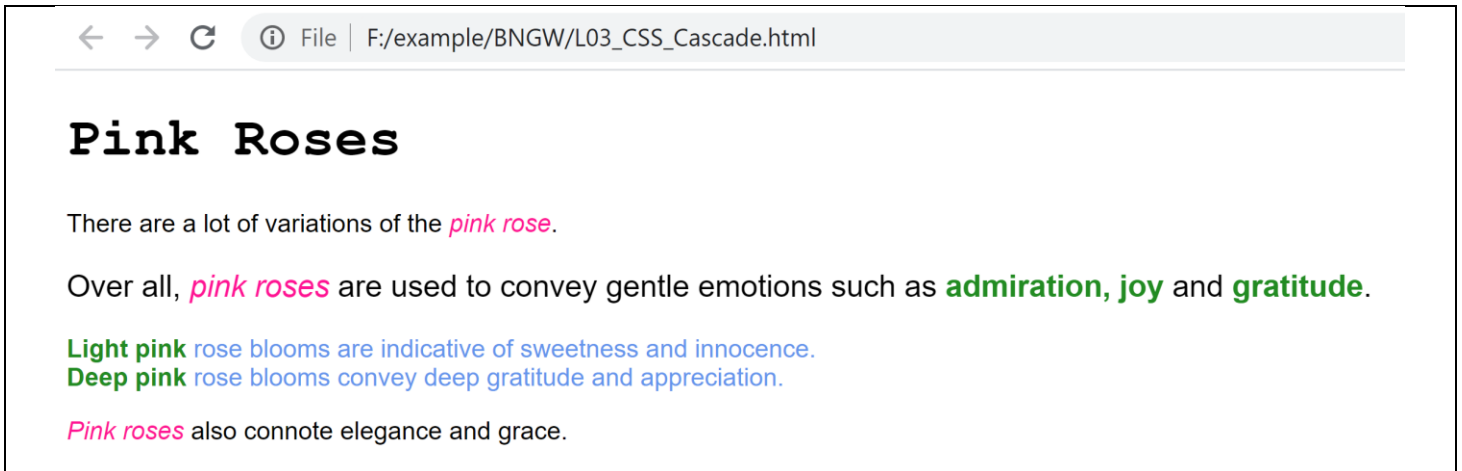 File F:/example/BNGW/L03_CSS_Cascade.html
Pink Roses
There are a lot of variations of the pink rose.
Over all, pink roses are used to convey gentle emotions such as admiration, joy and gratitude.
Light pink rose blooms are indicative of sweetness and innocence.
Deep pink rose blooms convey deep gratitude and appreciation.
Pink roses also connote elegance and grace.